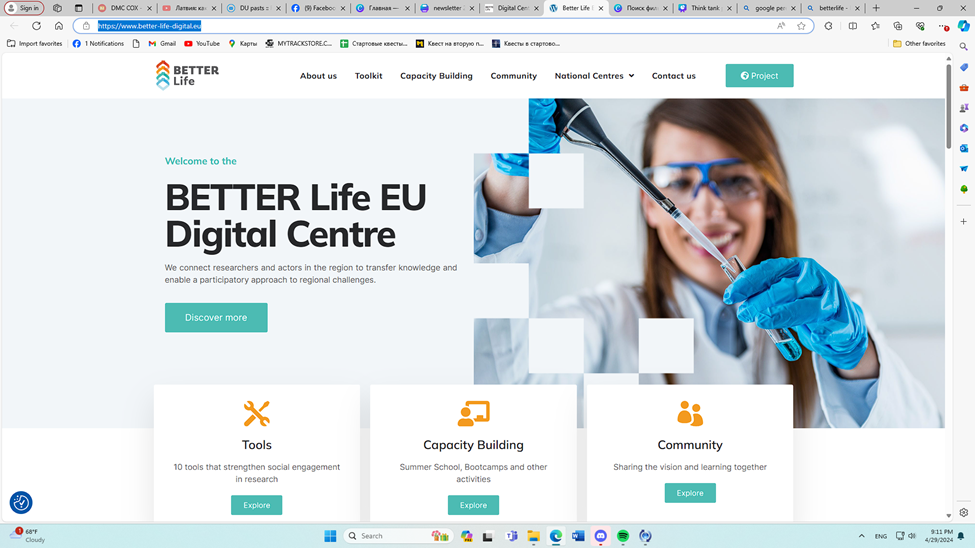 Sign in
DMC COX -
DU pasts :
(9) Facebook
Главная —
newsletter
Digital Cen
Better Life
Поиск фил
Think tank
google pers
betterlife -
https://www.better-life-digital.eu
Import favorites
1 Notifications
Gmail
YouTube
Карты
MYTRACKSTORE.C...
Стартовые квесты...
Квест на вторую п...
Квесты в стартово...
Other favorites
BETTER
Life
About us
Toolkit
Capacity Building
Community
National Centres
Contact us
Project
Welcome to the
BETTER Life EU
Digital Centre
We connect researchers and actors in the region to transfer knowledge and
enable a participatory approach to regional challenges.
Discover more
Tools
10 tools that strengthen social engagement
in research
Explore
Capacity Building
Summer School, Bootcamps and other
activities
Explore
Community
Sharing the vision and learning together
Explore
68°F
Cloudy
Search
ENG
9:11 PM
4/29/2024